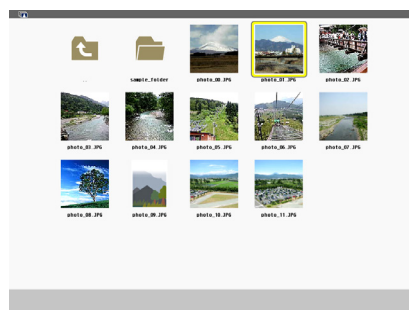 ..
sample_folder
photo_00.JPG
photo_01.JPG
photo_02.JPG
photo_03.JPG
photo_04.JPG
photo_05.JPG
photo_06.JPG
photo_07.JPG
photo_08.JPG
photo_09.JPG
photo_10.JPG
photo_11.JPG